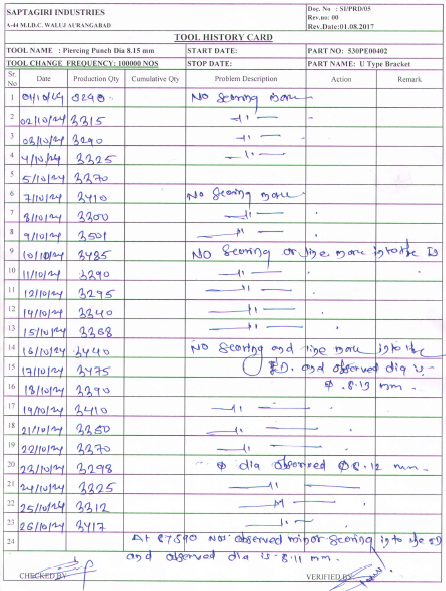 SAPTAGIRI INDUSTRIES
A-44 M.I.D.C. WALUJ AURANGABAD
Doc. No : SI/PRD/05
Rev.no: 00
Rev.Date:01.08.2017
TOOL HISTORY CARD
TOOL NAME : Piercing Punch Dia 8.15 mm START DATE: PART NO: 530PE00402
TOOL CHANGE FREQUENCY: 100000 NOS STOP DATE: PART NAME: U Type Bracket
Sr. No Date Production Qty Cumulative Qty Problem Description Action Remark
1 01/10/24 3290 No Scoring mark
2 02/10/24 3315 —〃—
3 03/10/24 3290 —〃—
4 4/10/24 3325 —〃—
5 5/10/24 3370
6 7/10/24 3410 No Scoring mark
7 8/10/24 3300 —〃—
8 9/10/24 3501 —〃—
9 10/10/24 3485 No Scoring or line mark into the ID
10 11/10/24 3290 —〃—
11 12/10/24 3295 —〃—
12 14/10/24 3340 —〃—
13 15/10/24 3368 —〃—
14 16/10/24 3440 No Scoring and line mark into the
15 17/10/24 3475 ID. and observed dia is -
16 18/10/24 3390 Φ 8.13 mm.
17 19/10/24 3410 —〃—
18 21/10/24 3350 —〃—
19 22/10/24 3370 —〃—
20 23/10/24 3298 Φ dia observed Φ 8.12 mm.
21 24/10/24 3325 —〃—
22 25/10/24 3312 —〃—
23 26/10/24 3417 —〃—
24 At 87590 Nos observed minor scoring into the ID
and observed dia is - 8.11 mm.
CHECKED BY VERIFIED BY